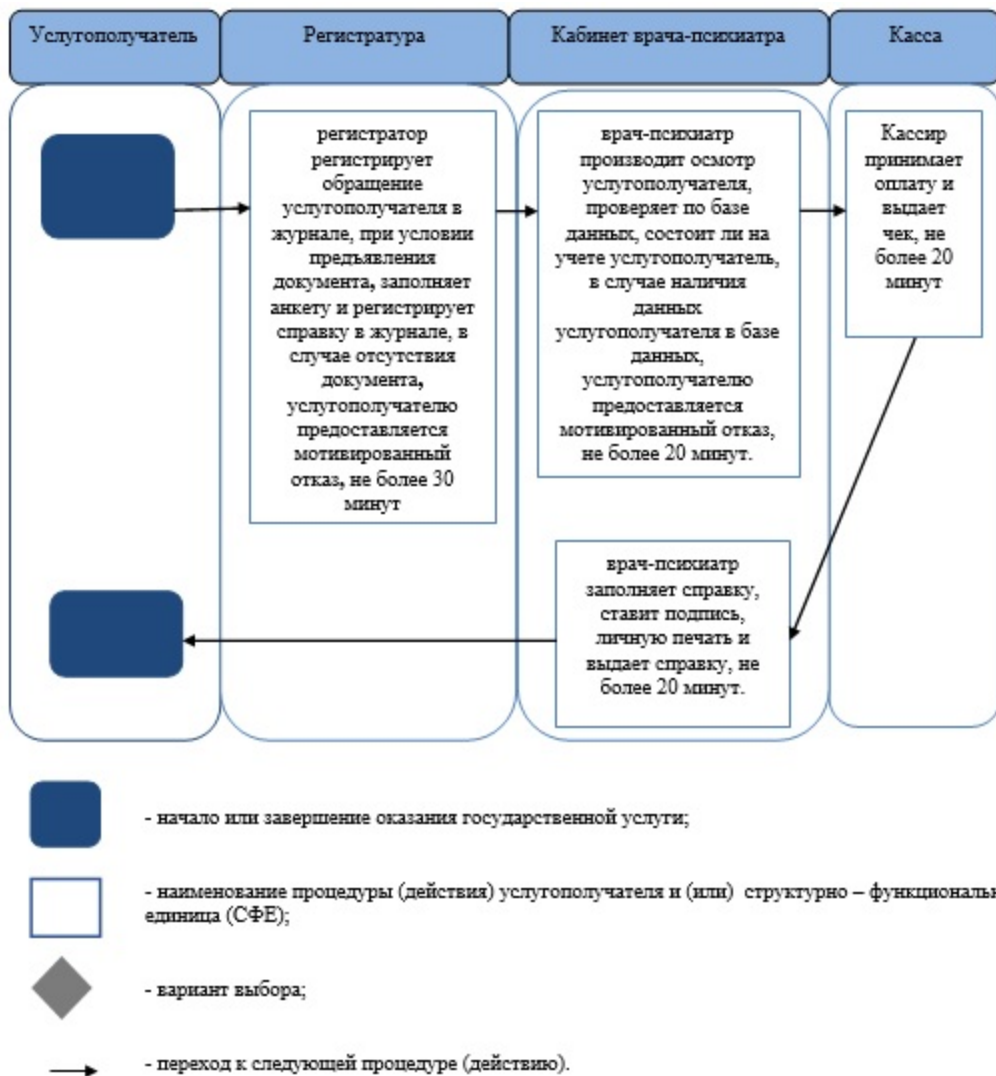 Услугополучатель
Регистратура
Кабинет врача-психиатра
Касса
регистратор
регистрирует
обращение
услугополучателя в
журнале, при условии
предъявления
документа, заполняет
анкету и регистрирует
справку в журнале, в
случае отсутствия
документа,
услугополучателю
предоставляется
мотивированный
отказ, не более 30
минут
врач-психиатр
производит осмотр
услугополучателя,
проверяет по базе
данных, состоит ли на
учете услугополучатель,
в случае наличия
данных
услугополучателя в базе
данных,
услугополучателю
предоставляется
мотивированный отказ,
не более 20 минут.
Кассир
принимает
оплату и
выдает
чек, не
более 20
минут
врач-психиатр
заполняет справку,
ставит подпись,
личную печать и
выдает справку, не
более 20 минут.
- начало или завершение оказания государственной услуги;
- наименование процедуры (действия) услугополучателя и (или) структурно – функциональн
единица (СФЕ);
- вариант выбора;
- переход к следующей процедуре (действию).